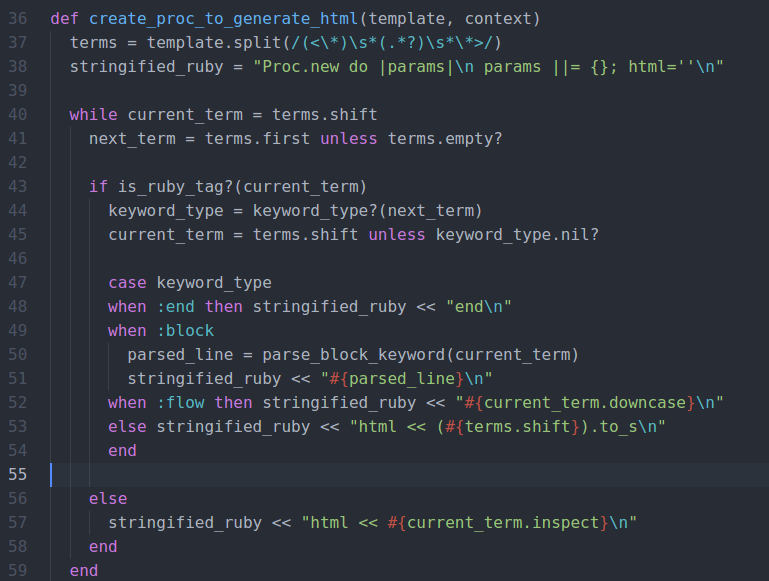 36 def create_proc_to_generate_html(template, context)
37   terms = template.split(/(<\*)\s*(.*?)\s*\*>/)
38   stringified_ruby = "Proc.new do |params|\n params ||= {}; html=''\n"
39
40   while current_term = terms.shift
41     next_term = terms.first unless terms.empty?
42
43     if is_ruby_tag?(current_term)
44       keyword_type = keyword_type?(next_term)
45       current_term = terms.shift unless keyword_type.nil?
46
47       case keyword_type
48       when :end then stringified_ruby << "end\n"
49       when :block
50         parsed_line = parse_block_keyword(current_term)
51         stringified_ruby << "#{parsed_line}\n"
52       when :flow then stringified_ruby << "#{current_term.downcase}\n"
53       else stringified_ruby << "html << (#{terms.shift}).to_s\n"
54       end
55
56     else
57       stringified_ruby << "html << #{current_term.inspect}\n"
58     end
59   end